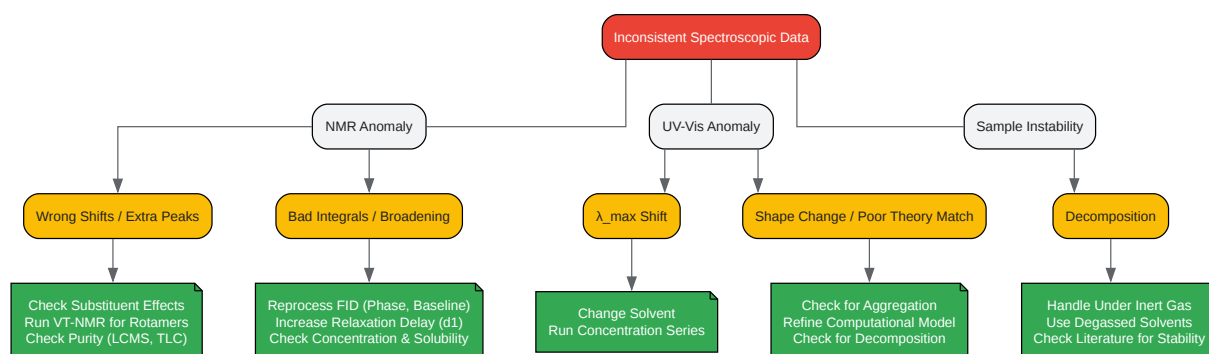 Inconsistent Spectroscopic Data
NMR Anomaly
UV-Vis Anomaly
Sample Instability
Wrong Shifts / Extra Peaks
Bad Integrals / Broadening
λ_max Shift
Shape Change / Poor Theory Match
Decomposition
Check Substituent Effects
Run VT-NMR for Rotamers
Check Purity (LCMS, TLC)
Reprocess FID (Phase, Baseline)
Increase Relaxation Delay (d1)
Check Concentration & Solubility
Change Solvent
Run Concentration Series
Check for Aggregation
Refine Computational Model
Check for Decomposition
Handle Under Inert Gas
Use Degassed Solvents
Check Literature for Stability